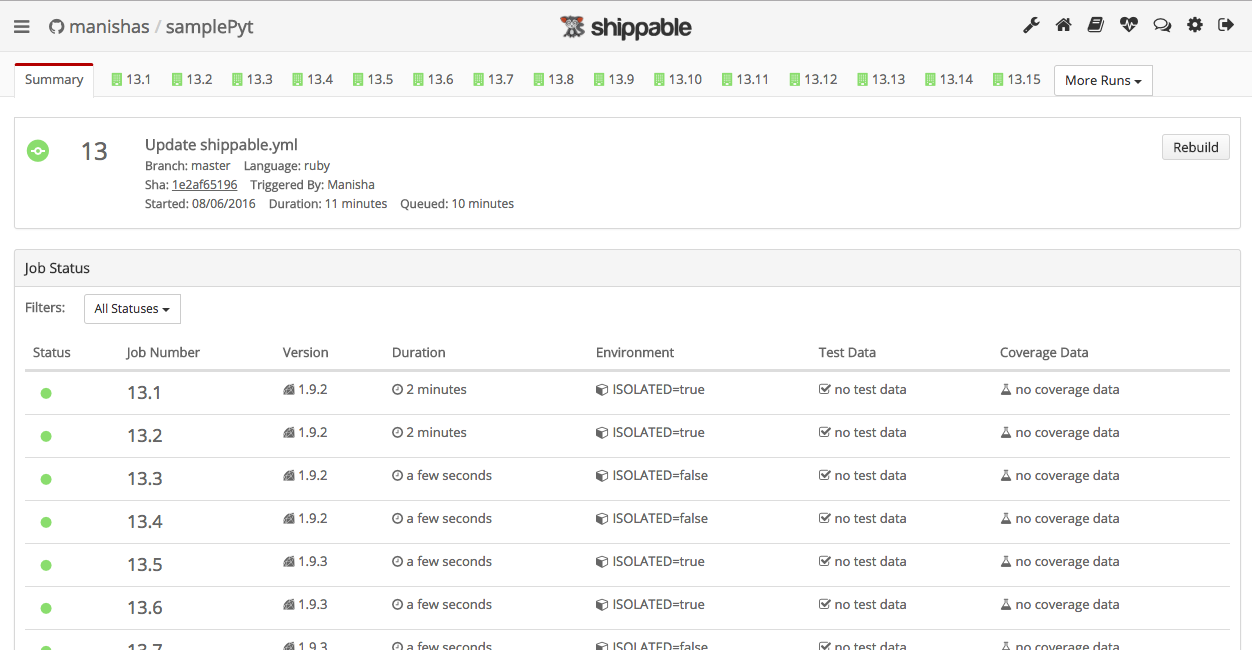 manishas / samplePyt
shippable
Summary 13.1 13.2 13.3 13.4 13.5 13.6 13.7 13.8 13.9 13.10 13.11 13.12 13.13 13.14 13.15 More Runs
13 Update shippable.yml Rebuild
Branch: master Language: ruby
Sha: 1e2af65196 Triggered By: Manisha
Started: 08/06/2016 Duration: 11 minutes Queued: 10 minutes
Job Status
Filters: All Statuses
Status Job Number Version Duration Environment Test Data Coverage Data
13.1 1.9.2 2 minutes ISOLATED=true no test data no coverage data
13.2 1.9.2 2 minutes ISOLATED=true no test data no coverage data
13.3 1.9.2 a few seconds ISOLATED=false no test data no coverage data
13.4 1.9.2 a few seconds ISOLATED=false no test data no coverage data
13.5 1.9.3 a few seconds ISOLATED=true no test data no coverage data
13.6 1.9.3 a few seconds ISOLATED=true no test data no coverage data
13.7 1.9.3 a few seconds ISOLATED=false no test data no coverage data